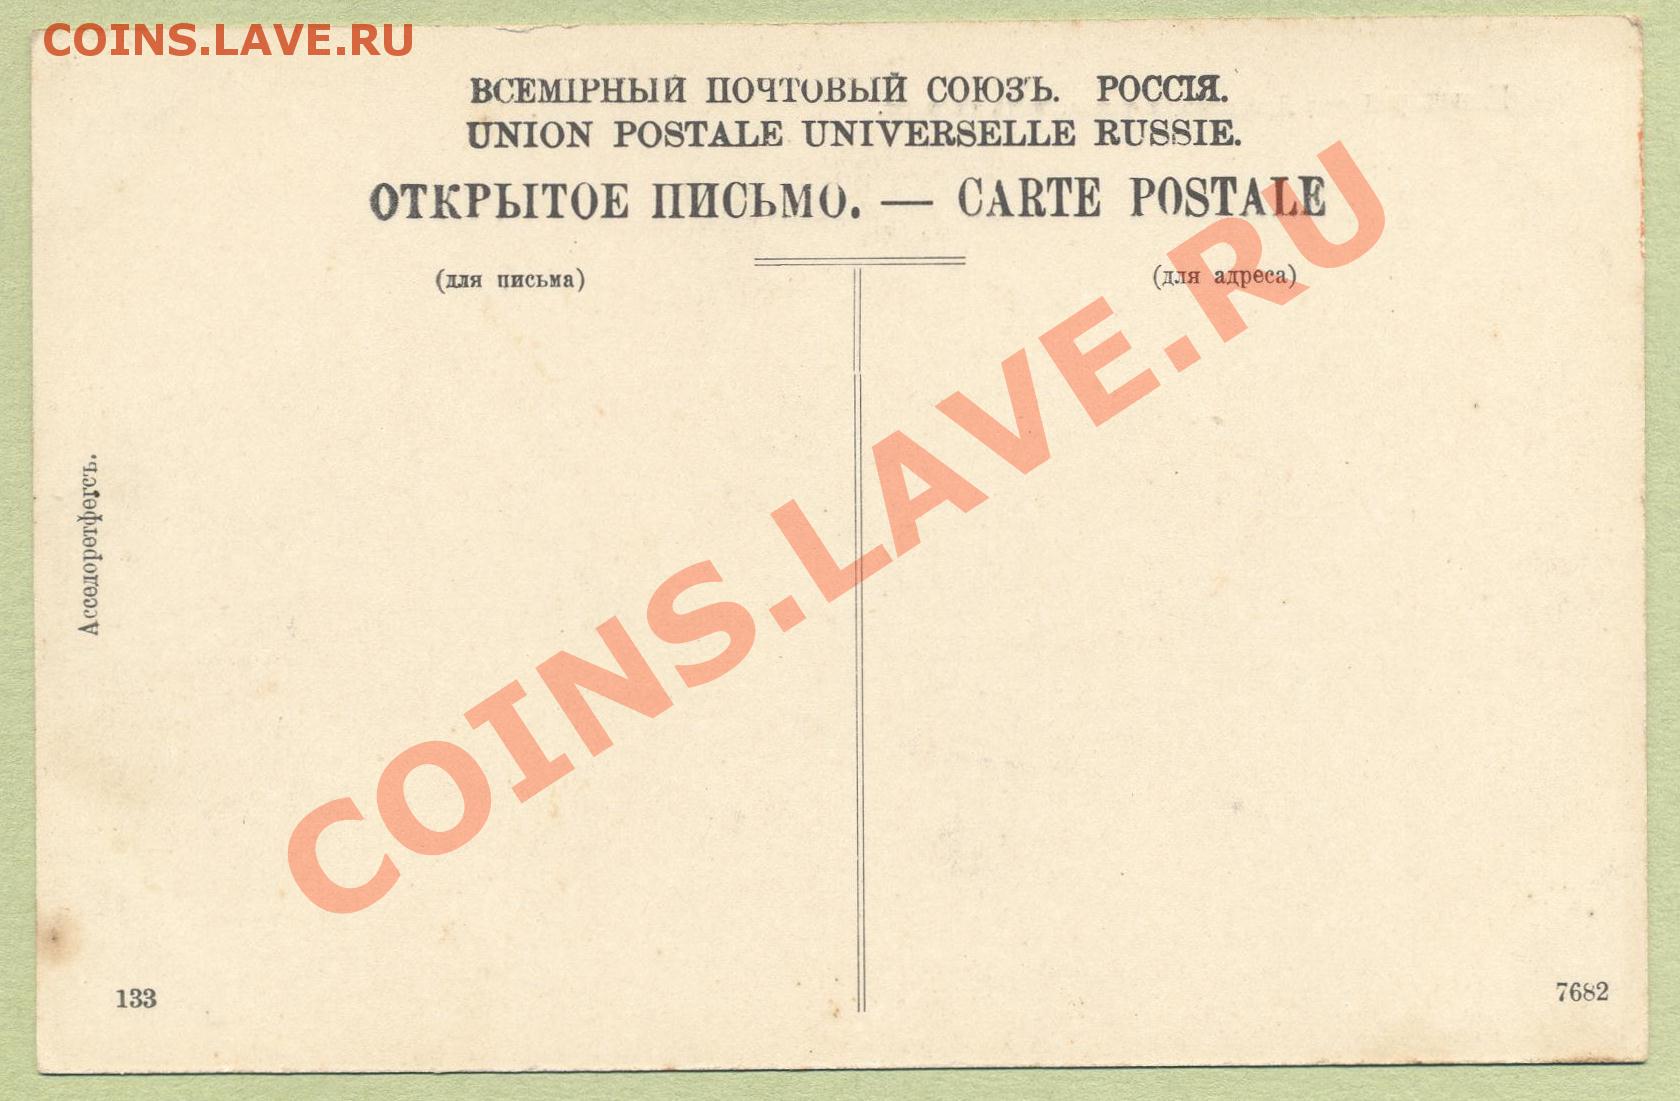 COINS.LAVE.RU
ВСЕМІРНЫЙ ПОЧТОВЫЙ СОЮЗЪ. РОССІЯ.
UNION POSTALE UNIVERSELLE RUSSIE.
ОТКРЫТОЕ ПИСЬМО. — CARTE POSTALE
(для письма)
(для адреса)
COINS.LAVE.RU
Асседоретфегсъ.
133
7682